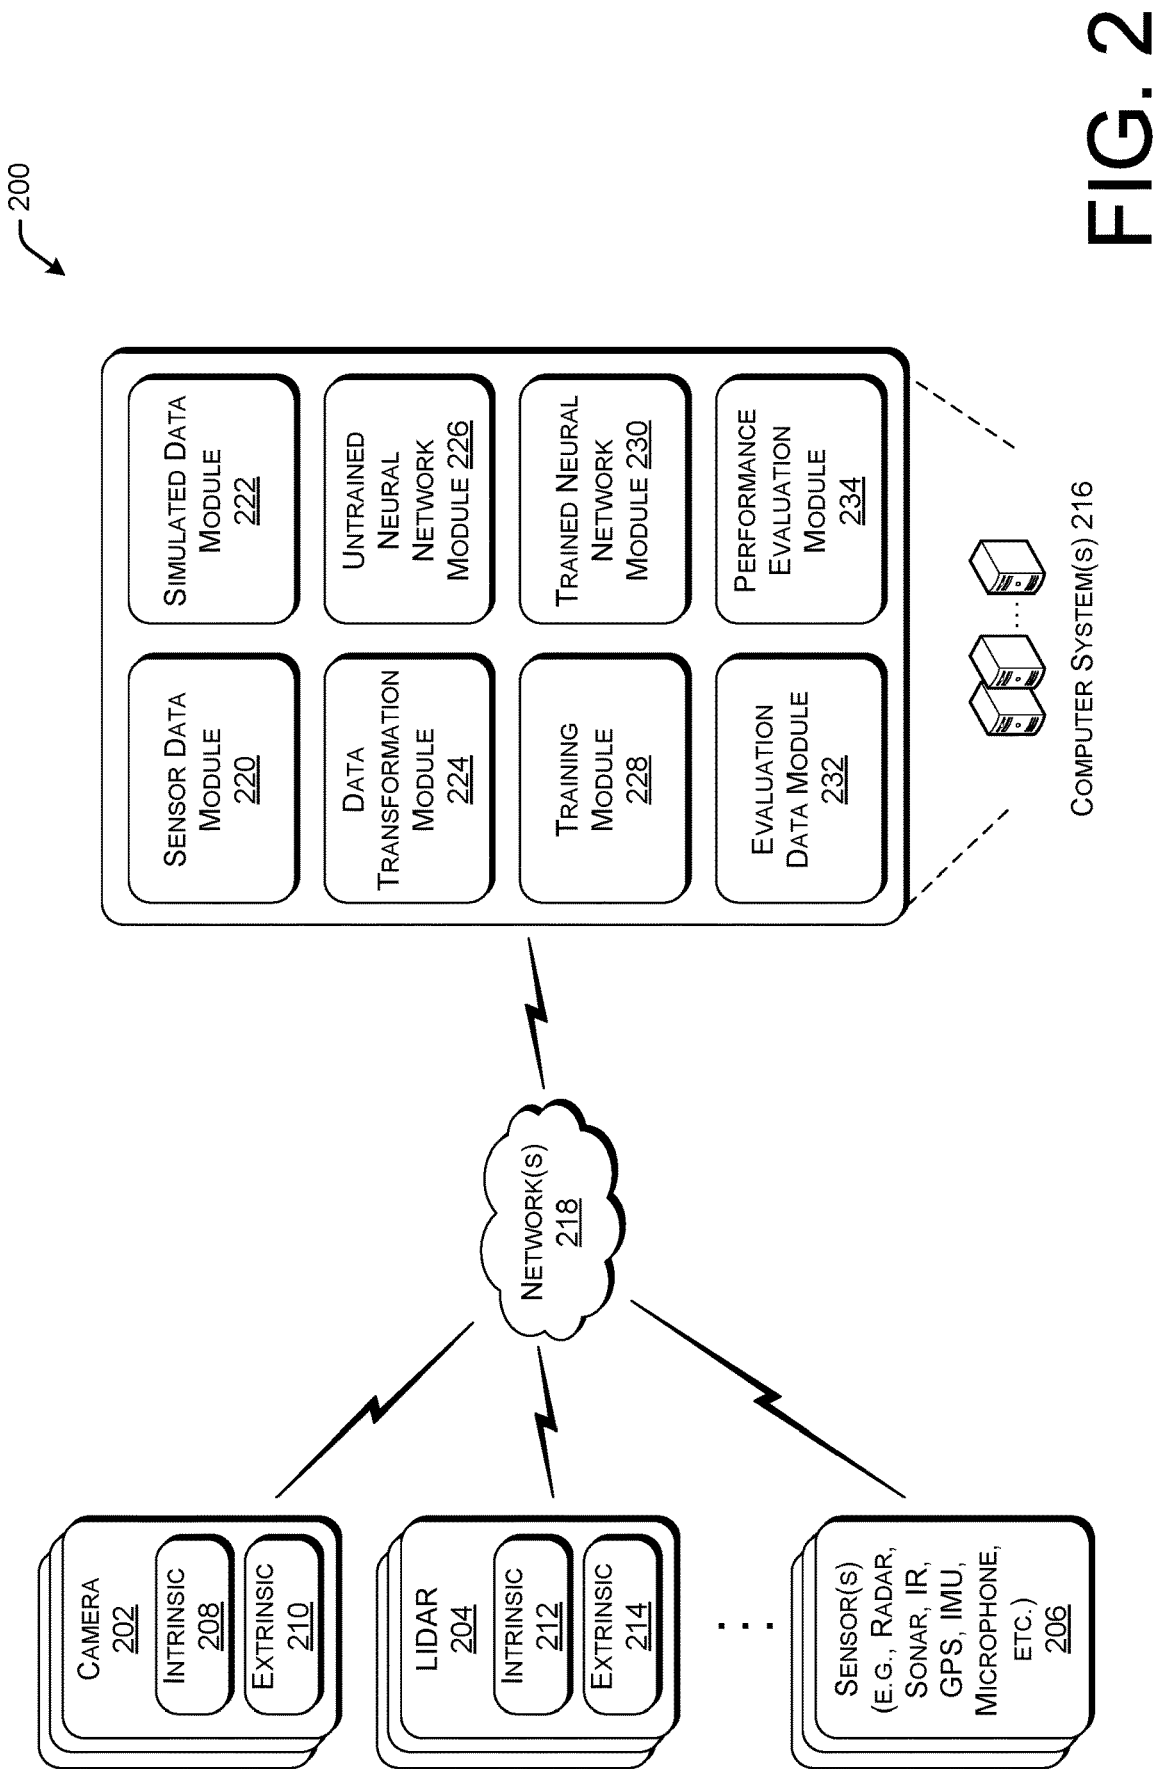 200
CAMERA
202
INTRINSIC
208
EXTRINSIC
210
LIDAR
204
INTRINSIC
212
EXTRINSIC
214
SENSOR(S)
(E.G., RADAR,
SONAR, IR,
GPS, IMU,
MICROPHONE,
ETC.)
206
NETWORK(S)
218
SENSOR DATA
MODULE
220
SIMULATED DATA
MODULE
222
DATA
TRANSFORMATION
MODULE
224
UNTRAINED
NEURAL
NETWORK
MODULE 226
TRAINING
MODULE
228
TRAINED NEURAL
NETWORK
MODULE 230
EVALUATION
DATA MODULE
232
PERFORMANCE
EVALUATION
MODULE
234
COMPUTER SYSTEM(S) 216
FIG. 2